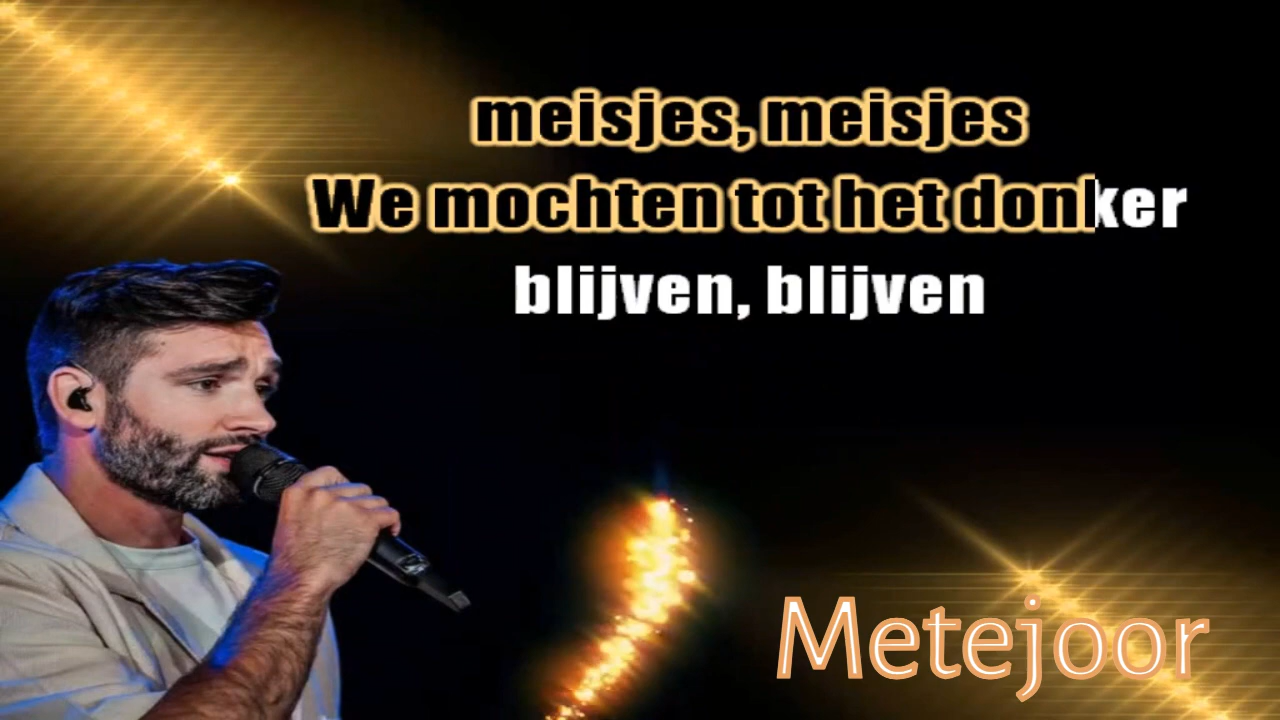 meisjes, meisjes
We mochten tot het donker
blijven, blijven
Metejoor